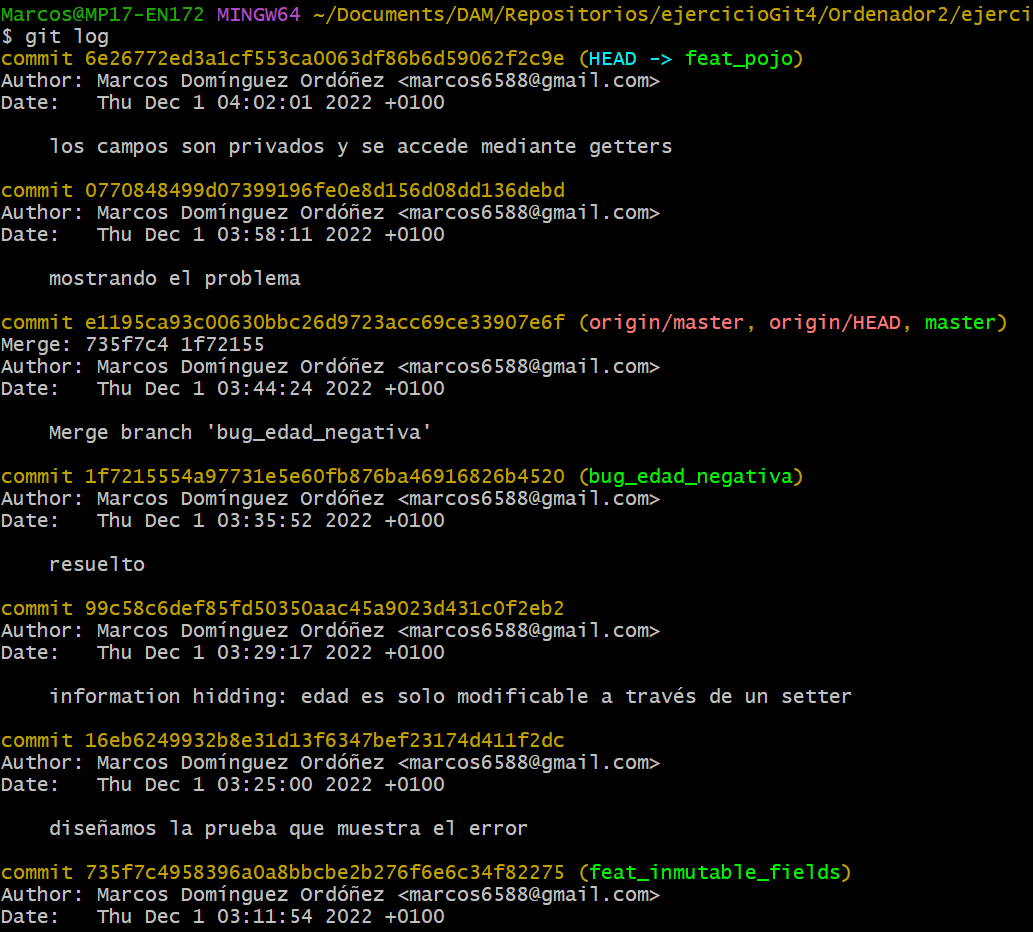 Marcos@MP17-EN172 MINGW64 ~/Documents/DAM/Repositorios/ejercicioGit4/Ordenador2/ejerci
$ git log
commit 6e26772ed3a1cf553ca0063df86b6d59062f2c9e (HEAD -> feat_pojo)
Author: Marcos Domínguez Ordóñez <marcos6588@gmail.com>
Date:   Thu Dec 1 04:02:01 2022 +0100
los campos son privados y se accede mediante getters
commit 0770848499d07399196fe0e8d156d08dd136debd
Author: Marcos Domínguez Ordóñez <marcos6588@gmail.com>
Date:   Thu Dec 1 03:58:11 2022 +0100
mostrando el problema
commit e1195ca93c00630bbc26d9723acc69ce33907e6f (origin/master, origin/HEAD, master)
Merge: 735f7c4 1f72155
Author: Marcos Domínguez Ordóñez <marcos6588@gmail.com>
Date:   Thu Dec 1 03:44:24 2022 +0100
Merge branch 'bug_edad_negativa'
commit 1f7215554a97731e5e60fb876ba46916826b4520 (bug_edad_negativa)
Author: Marcos Domínguez Ordóñez <marcos6588@gmail.com>
Date:   Thu Dec 1 03:35:52 2022 +0100
resuelto
commit 99c58c6def85fd50350aac45a9023d431c0f2eb2
Author: Marcos Domínguez Ordóñez <marcos6588@gmail.com>
Date:   Thu Dec 1 03:29:17 2022 +0100
information hidding: edad es solo modificable a través de un setter
commit 16eb6249932b8e31d13f6347bef23174d411f2dc
Author: Marcos Domínguez Ordóñez <marcos6588@gmail.com>
Date:   Thu Dec 1 03:25:00 2022 +0100
diseñamos la prueba que muestra el error
commit 735f7c4958396a0a8bbcbe2b276f6e6c34f82275 (feat_inmutable_fields)
Author: Marcos Domínguez Ordóñez <marcos6588@gmail.com>
Date:   Thu Dec 1 03:11:54 2022 +0100